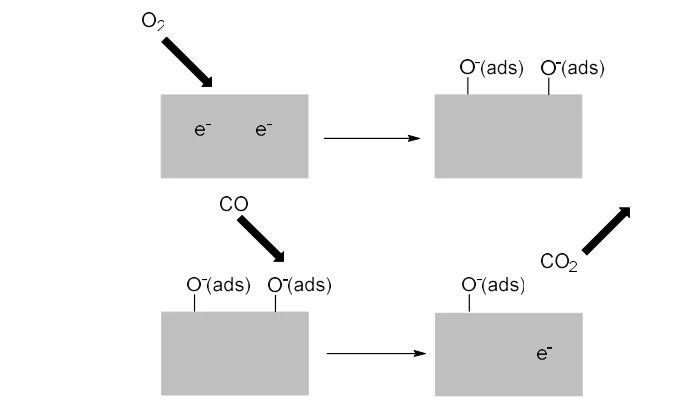 O₂
O⁻(ads) O⁻(ads)
e⁻ e⁻
CO
CO₂
O⁻(ads) O⁻(ads) O⁻(ads)
e⁻